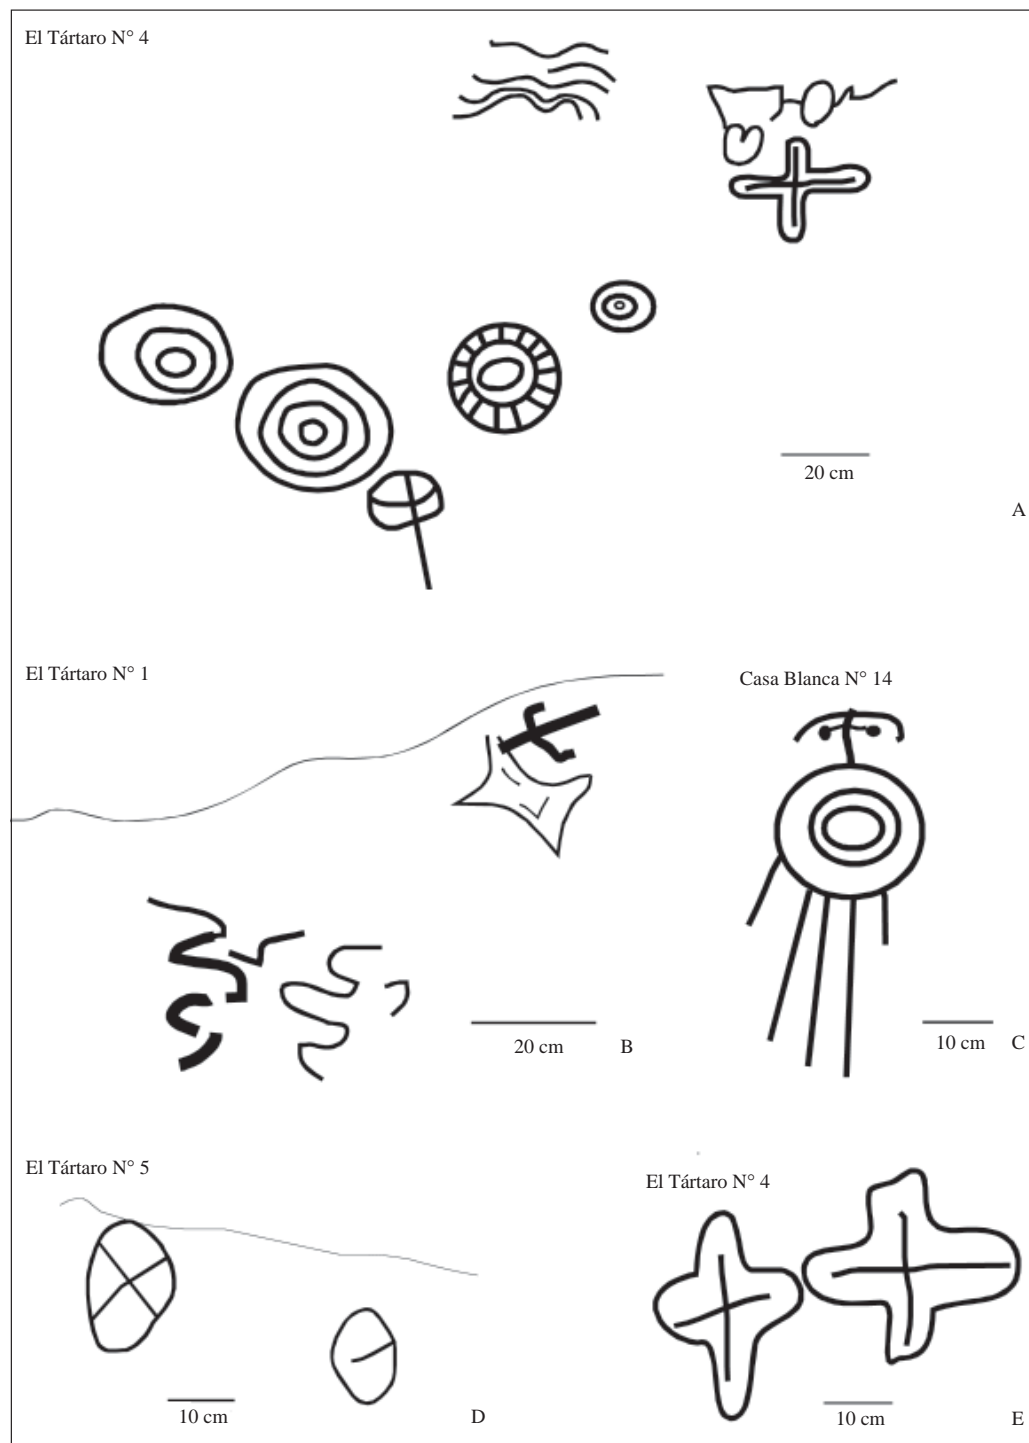 El Tártaro N° 4
20 cm
A
El Tártaro N° 1
Casa Blanca N° 14
20 cm
B
10 cm
C
El Tártaro N° 5
El Tártaro N° 4
10 cm
D
10 cm
E